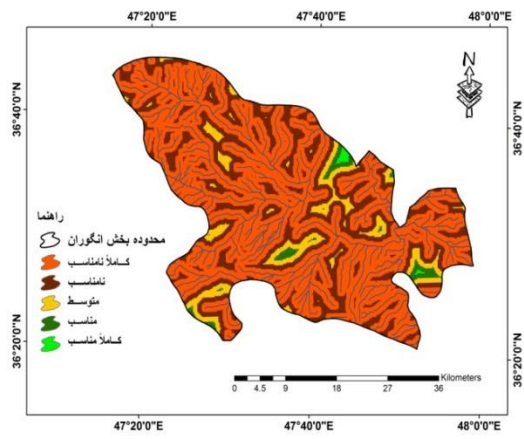 47°20'0"E
47°40'0"E
48°0'0"E
36°40'0"N
36°40'0"N
N
راهنما
محدوده بخش انگوران
کاملاً نامناسب
نامناسب
متوسط
مناسب
کاملاً مناسب
36°20'0"N
36°20'0"N
Kilometers
0 4.5 9 18 27 36
47°20'0"E
47°40'0"E
48°0'0"E